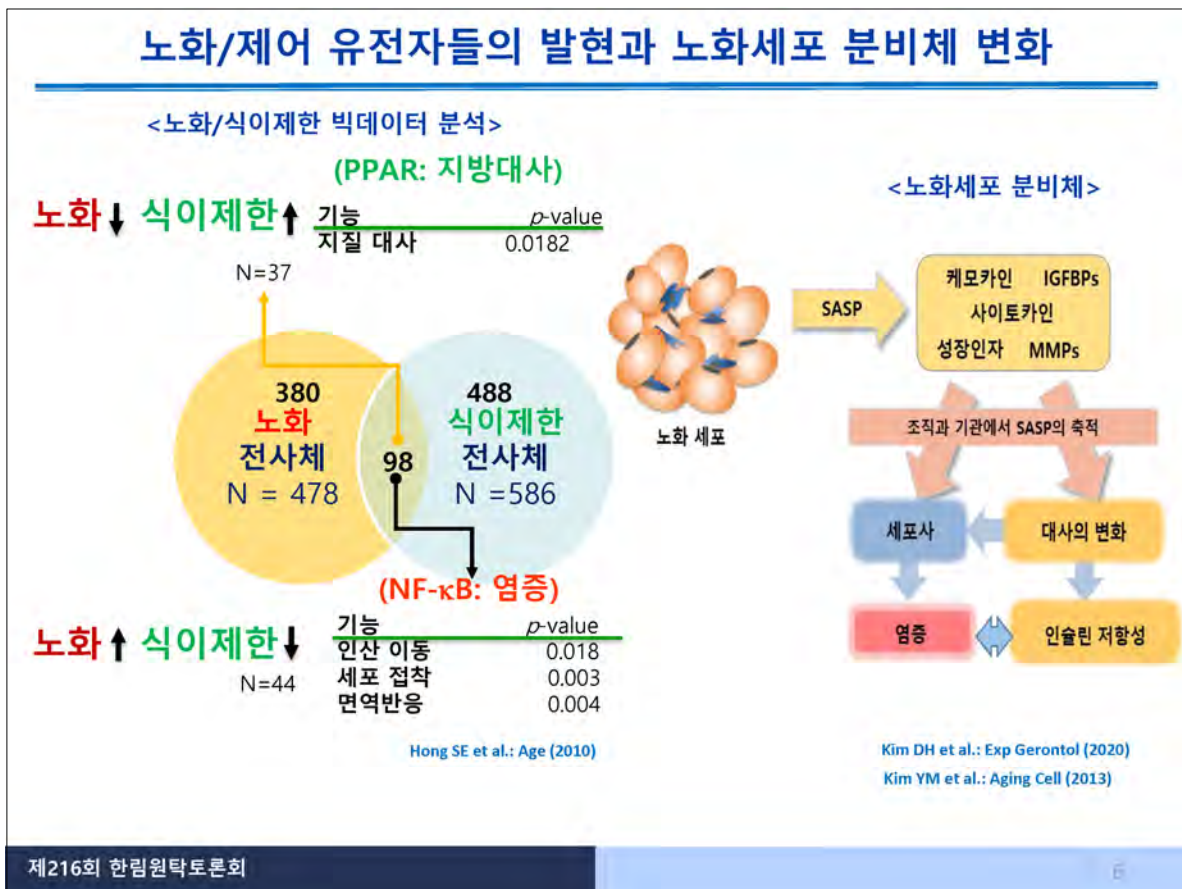 노화/제어 유전자들의 발현과 노화세포 분비체 변화
<노화/식이제한 빅데이터 분석>
(PPAR: 지방대사)
노화↓ 식이제한↑
기능 p-value
지질 대사 0.0182
N=37
380
노화
전사체
N = 478
98
488
식이제한
전사체
N =586
(NF-κB: 염증)
노화↑ 식이제한↓
N=44
기능 p-value
인산 이동 0.018
세포 접착 0.003
면역반응 0.004
Hong SE et al.: Age (2010)
<노화세포 분비체>
노화 세포
SASP
케모카인 IGFBPs
사이토카인
성장인자 MMPs
조직과 기관에서 SASP의 축적
세포사
대사의 변화
염증
인슐린 저항성
Kim DH et al.: Exp Gerontol (2020)
Kim YM et al.: Aging Cell (2013)
제216회 한림원탁토론회
6